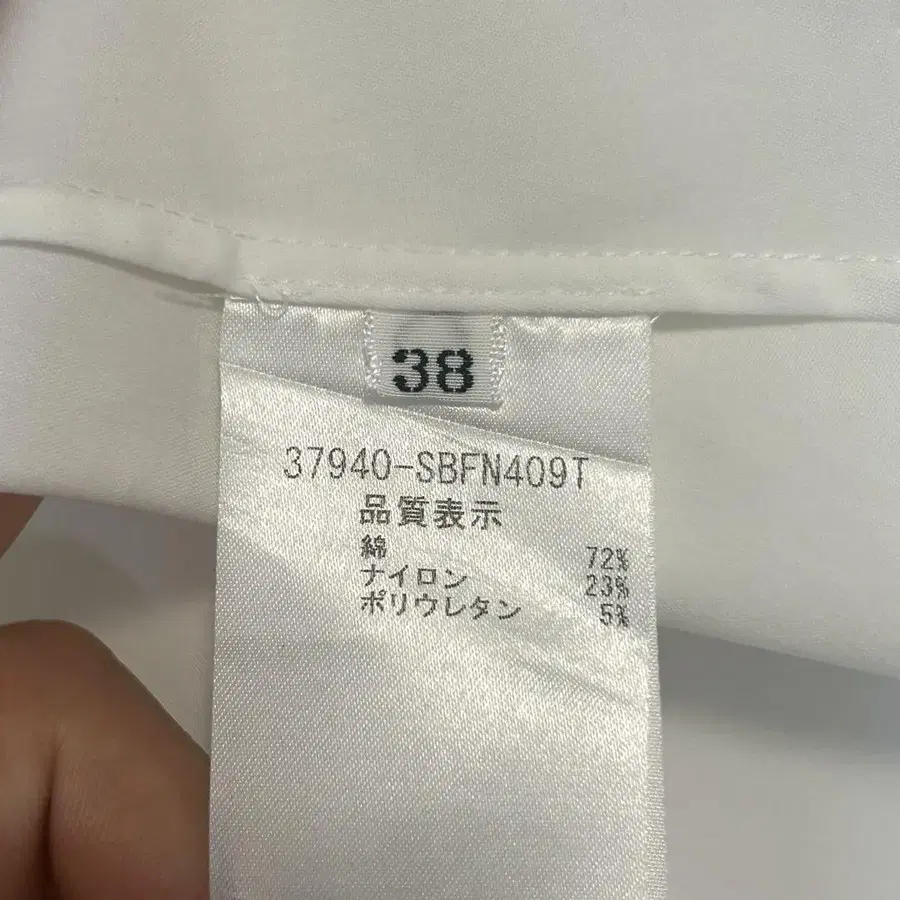 38
37940-SBFN409T
品質表示
綿 72%
ナイロン 23%
ポリウレタン 5%